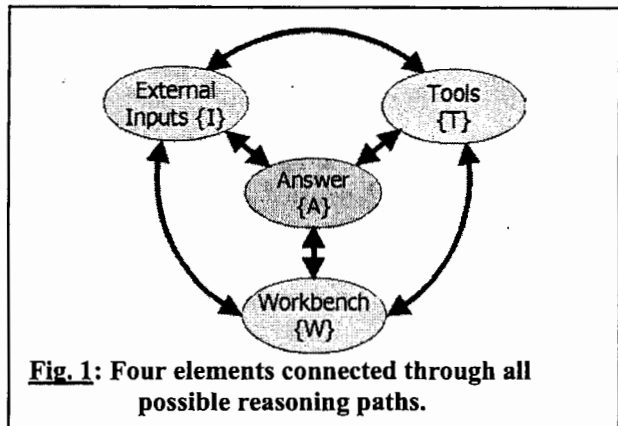 External
Inputs {I}
Tools
{T}
Answer
{A}
Workbench
{W}
Fig. 1: Four elements connected through all
possible reasoning paths.